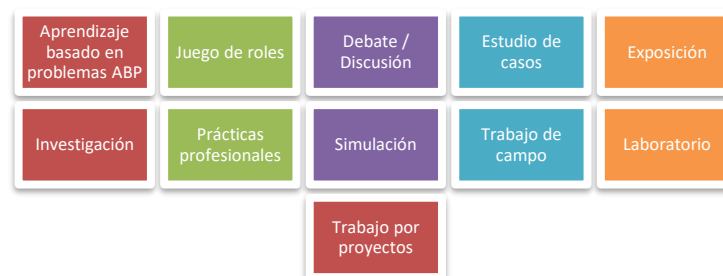 Aprendizaje
basado en
problemas ABP
Juego de roles
Debate /
Discusión
Estudio de
casos
Exposición
Investigación
Prácticas
profesionales
Simulación
Trabajo de
campo
Laboratorio
Trabajo por
proyectos